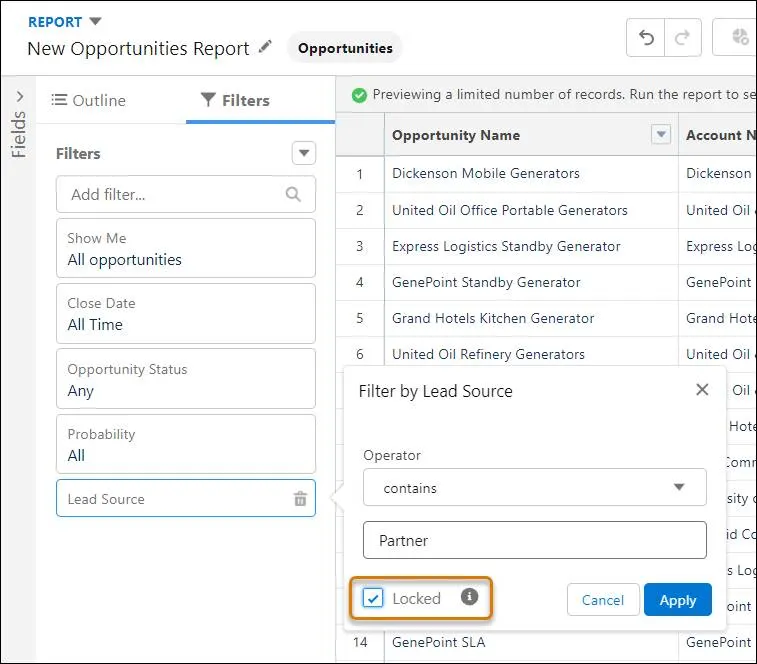 REPORT
New Opportunities Report
Opportunities
Fields
Outline
Filters
Previewing a limited number of records. Run the report to se
Filters
Add filter...
Show Me
All opportunities
Close Date
All Time
Opportunity Status
Any
Probability
All
Lead Source
Opportunity Name Account N
1 Dickenson Mobile Generators Dickenson
2 United Oil Office Portable Generators United Oil
3 Express Logistics Standby Generator Express Log
4 GenePoint Standby Generator GenePoint
5 Grand Hotels Kitchen Generator Grand Hote
6 United Oil Refinery Generators United Oil
Filter by Lead Source
Operator
contains
Partner
Locked
Cancel
Apply
Oil
Hote
Comm
sity o
id Co
s Log
oint
14 GenePoint SLA GenePoint